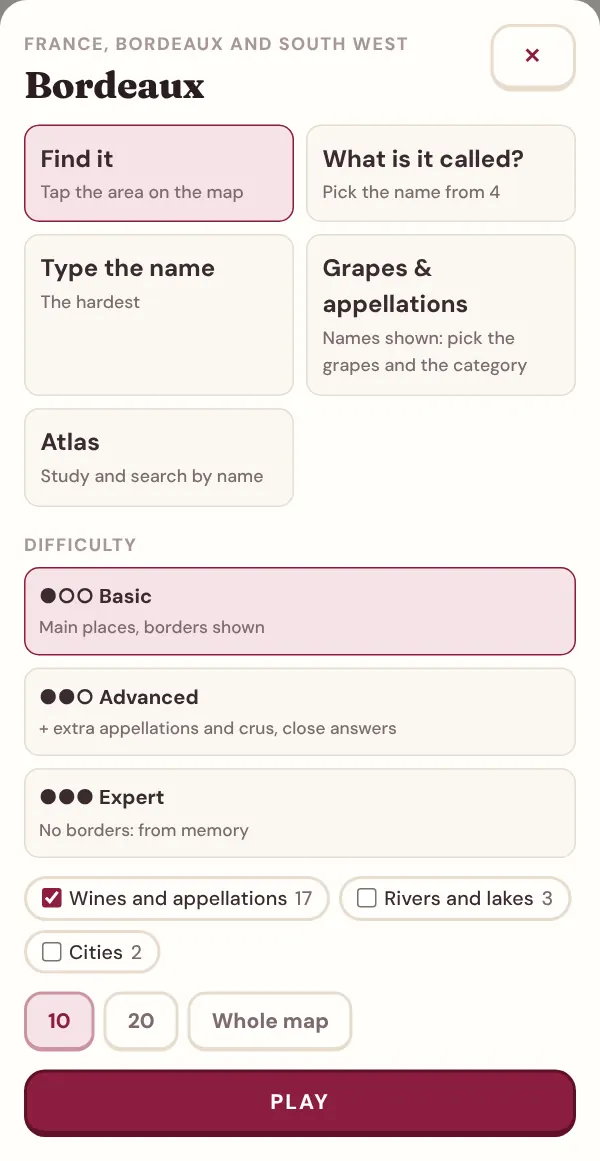 FRANCE, BORDEAUX AND SOUTH WEST
Bordeaux
×
Find it
Tap the area on the map
What is it called?
Pick the name from 4
Type the name
The hardest
Grapes &
appellations
Names shown: pick the
grapes and the category
Atlas
Study and search by name
DIFFICULTY
●○○ Basic
Main places, borders shown
●●○ Advanced
+ extra appellations and crus, close answers
●●● Expert
No borders: from memory
Wines and appellations 17
Rivers and lakes 3
Cities 2
10
20
Whole map
PLAY